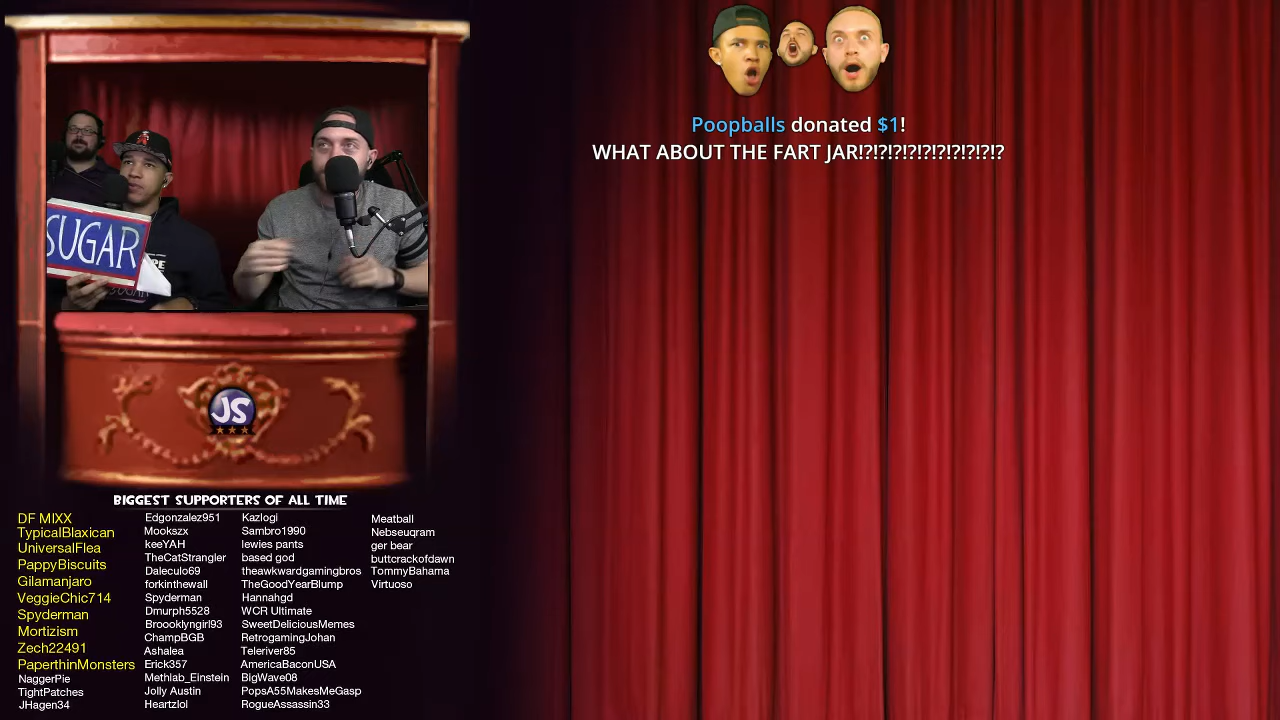 Poopballs donated $1!
WHAT ABOUT THE FART JAR!?!?!?!?!?!?!?!?!?!?
SUGAR
JS
BIGGEST SUPPORTERS OF ALL TIME
DF MIXX
TypicalBlaxican
UniversalFlea
PappyBiscuits
Gilamanjaro
VeggieChic714
Spyderman
Mortizism
Zech22491
PaperthinMonsters
NaggerPie
TightPatches
JHagen34
Edgonzalez951
Mookszx
keeYAH
TheCatStrangler
Daleculo69
forkinthewall
Spyderman
Dmurph5528
Broooklyngirl93
ChampBGB
Ashalea
Erick357
Methlab_Einstein
Jolly Austin
Heartzlol
Kazlogi
Sambro1990
lewies pants
based god
theawkwardgamingbros
TheGoodYearBlump
Hannahgd
WCR Ultimate
SweetDeliciousMemes
RetrogamingJohan
Teleriver85
AmericaBaconUSA
BIgWave08
PopsA55MakesMeGasp
RogueAssassin33
Meatball
Nebseuqram
ger bear
buttcrackofdawn
TommyBahama
Virtuoso